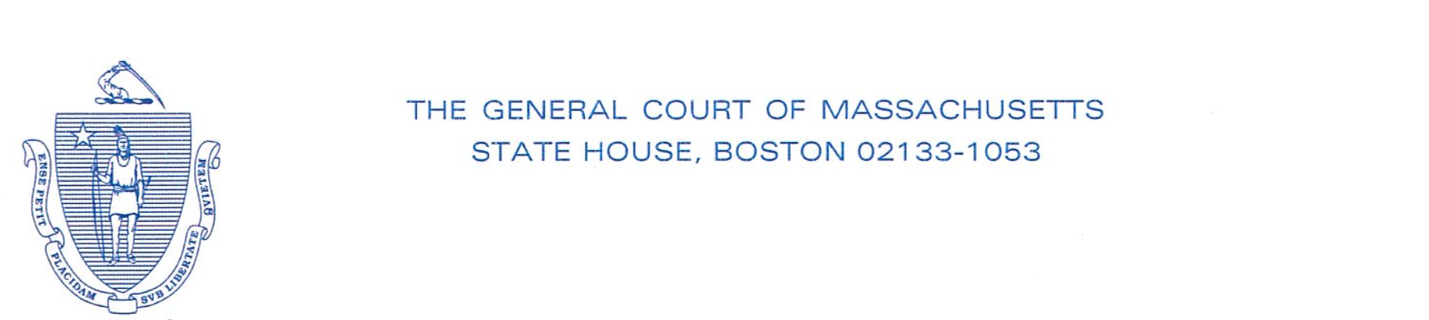 THE GENERAL COURT OF MASSACHUSETTS
STATE HOUSE, BOSTON 02133-1053
ENSE PETIT
PLACIDAM
SVB LIBERTATE
QVIETEM